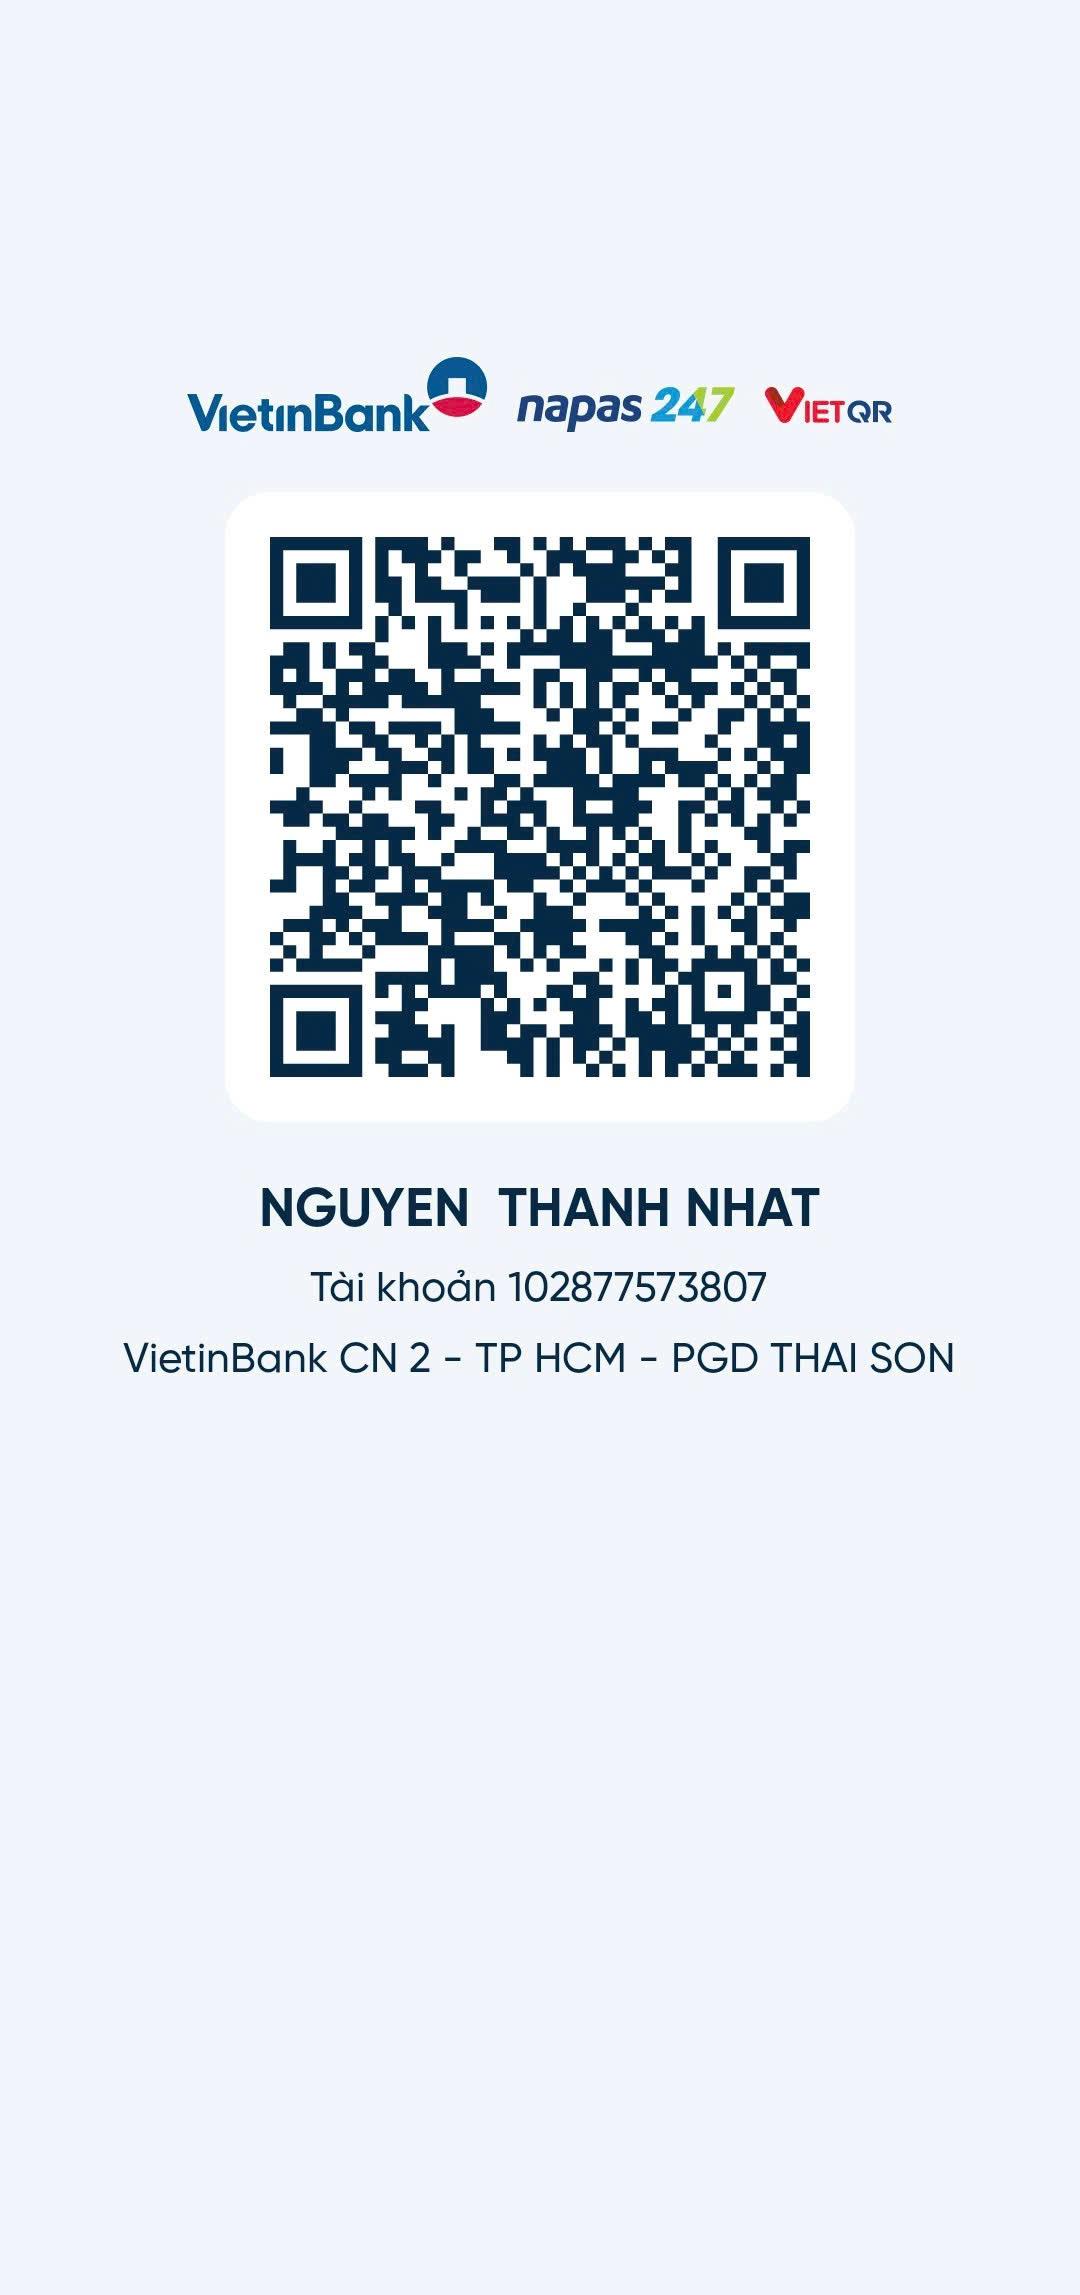 VietinBank napas 247 VIETQR
NGUYEN THANH NHAT
Tài khoản 102877573807
VietinBank CN 2 - TP HCM - PGD THAI SON